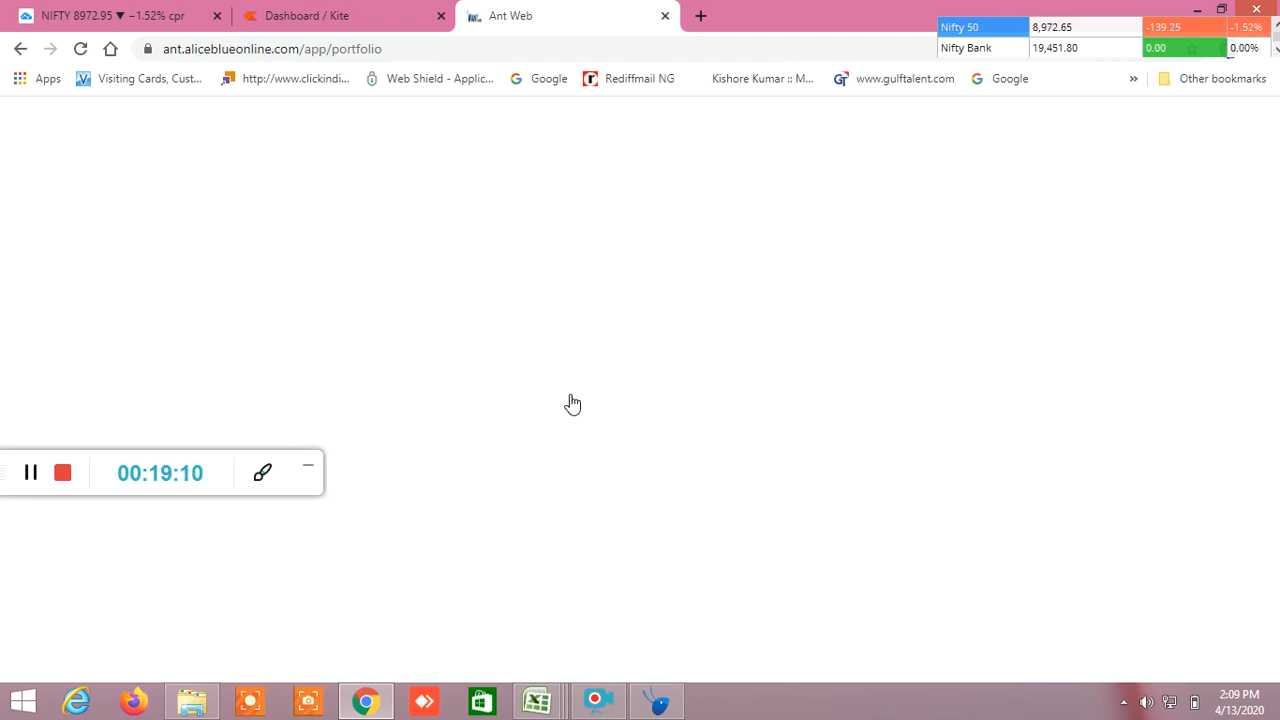 NIFTY 8972.95 ▼ −1.52% cpr
Dashboard / Kite
Ant Web
ant.aliceblueonline.com/app/portfolio
Nifty 50 8,972.65 -139.25 -1.52%
Nifty Bank 19,451.80 0.00 0.00%
Apps
Visiting Cards, Cust...
http://www.clickindi...
Web Shield - Applic...
Google
Rediffmail NG
Kishore Kumar :: M...
www.gulftalent.com
Google
»
Other bookmarks
00:19:10
2:09 PM
4/13/2020